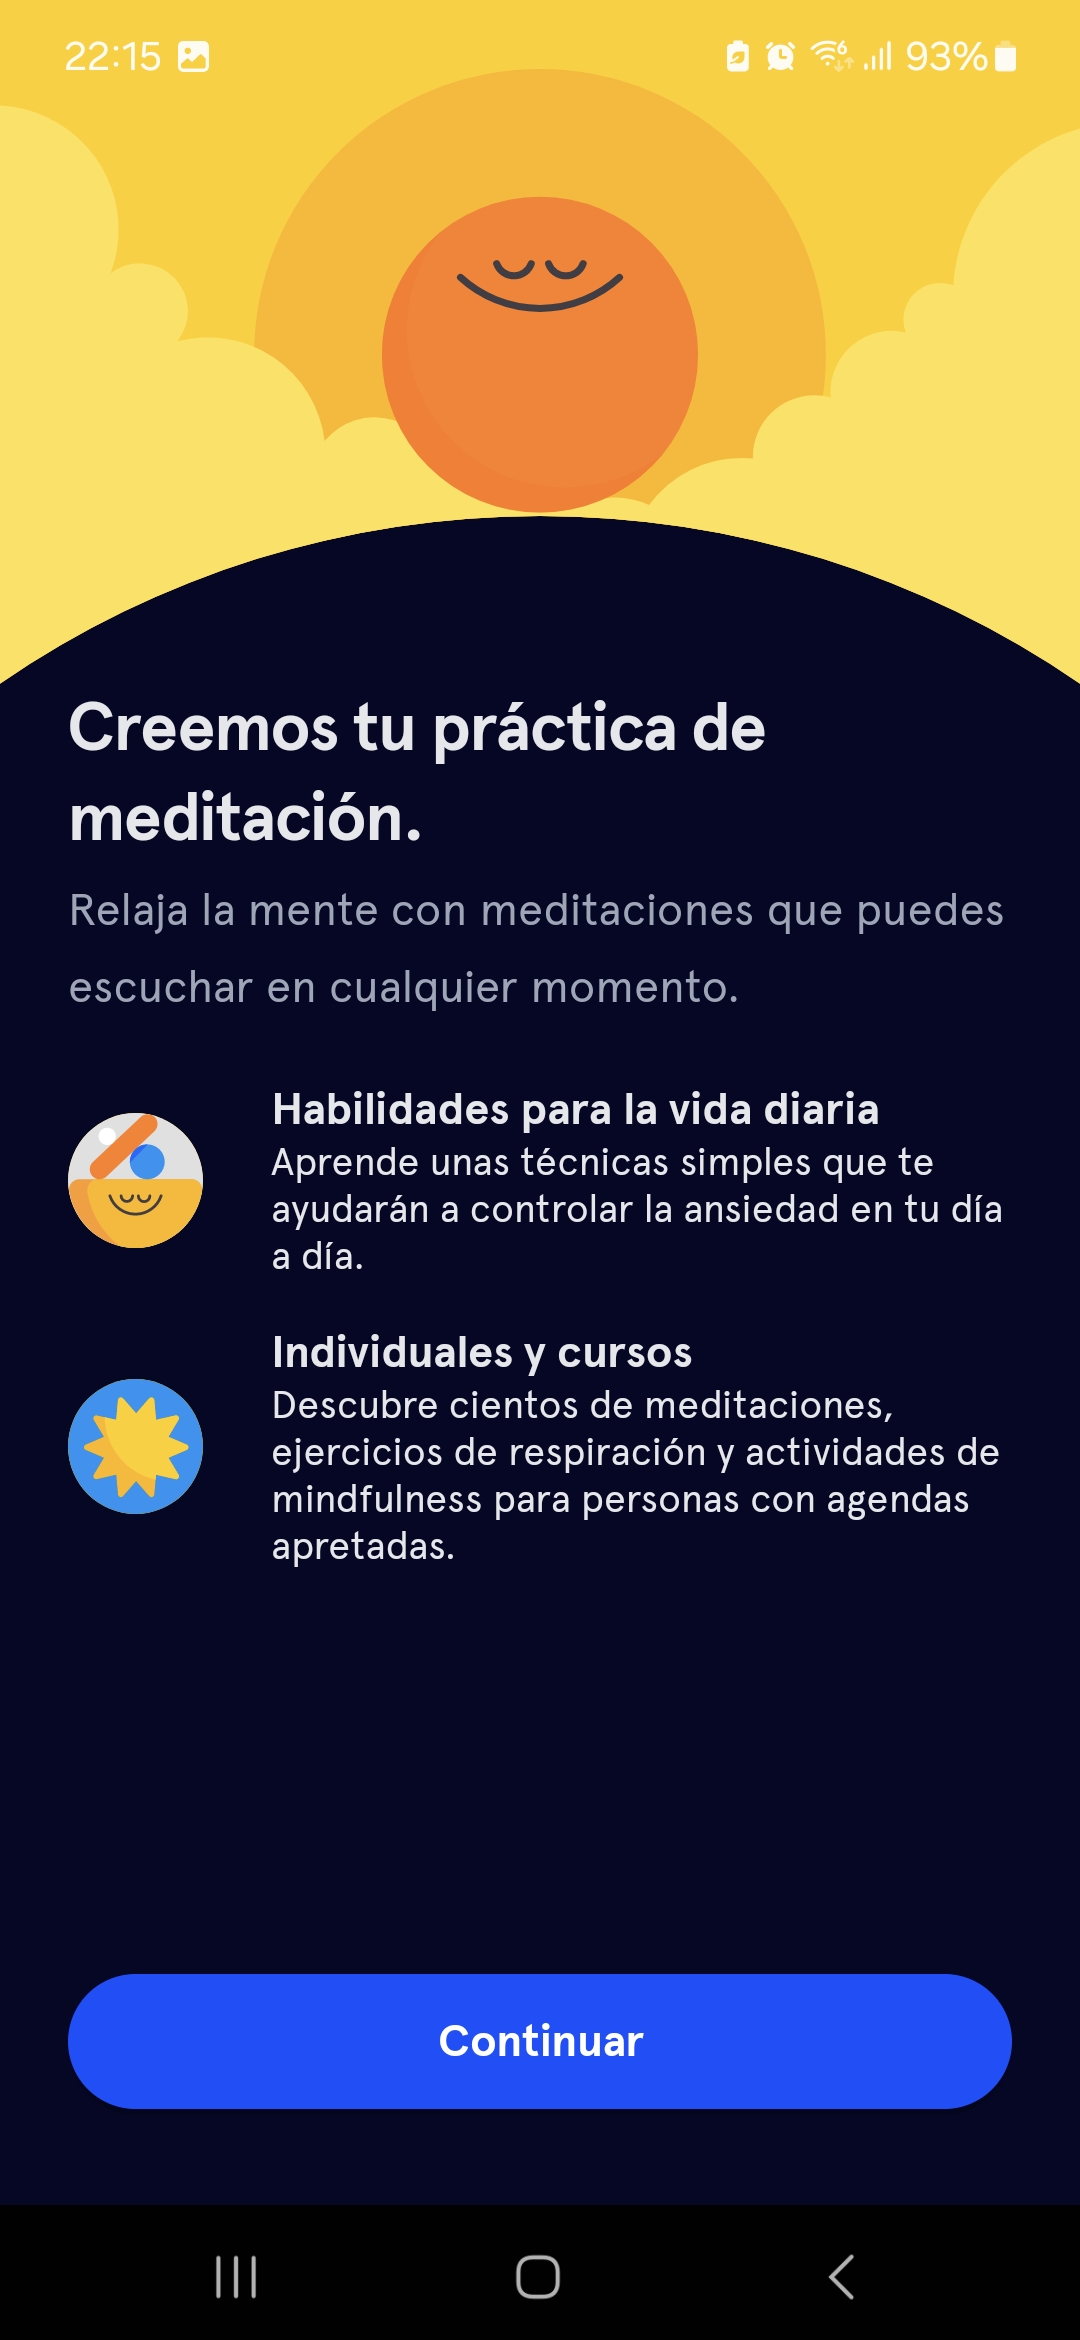 22:15
6
93%
Creemos tu práctica de
meditación.
Relaja la mente con meditaciones que puedes
escuchar en cualquier momento.
Habilidades para la vida diaria
Aprende unas técnicas simples que te
ayudarán a controlar la ansiedad en tu día
a día.
Individuales y cursos
Descubre cientos de meditaciones,
ejercicios de respiración y actividades de
mindfulness para personas con agendas
apretadas.
Continuar